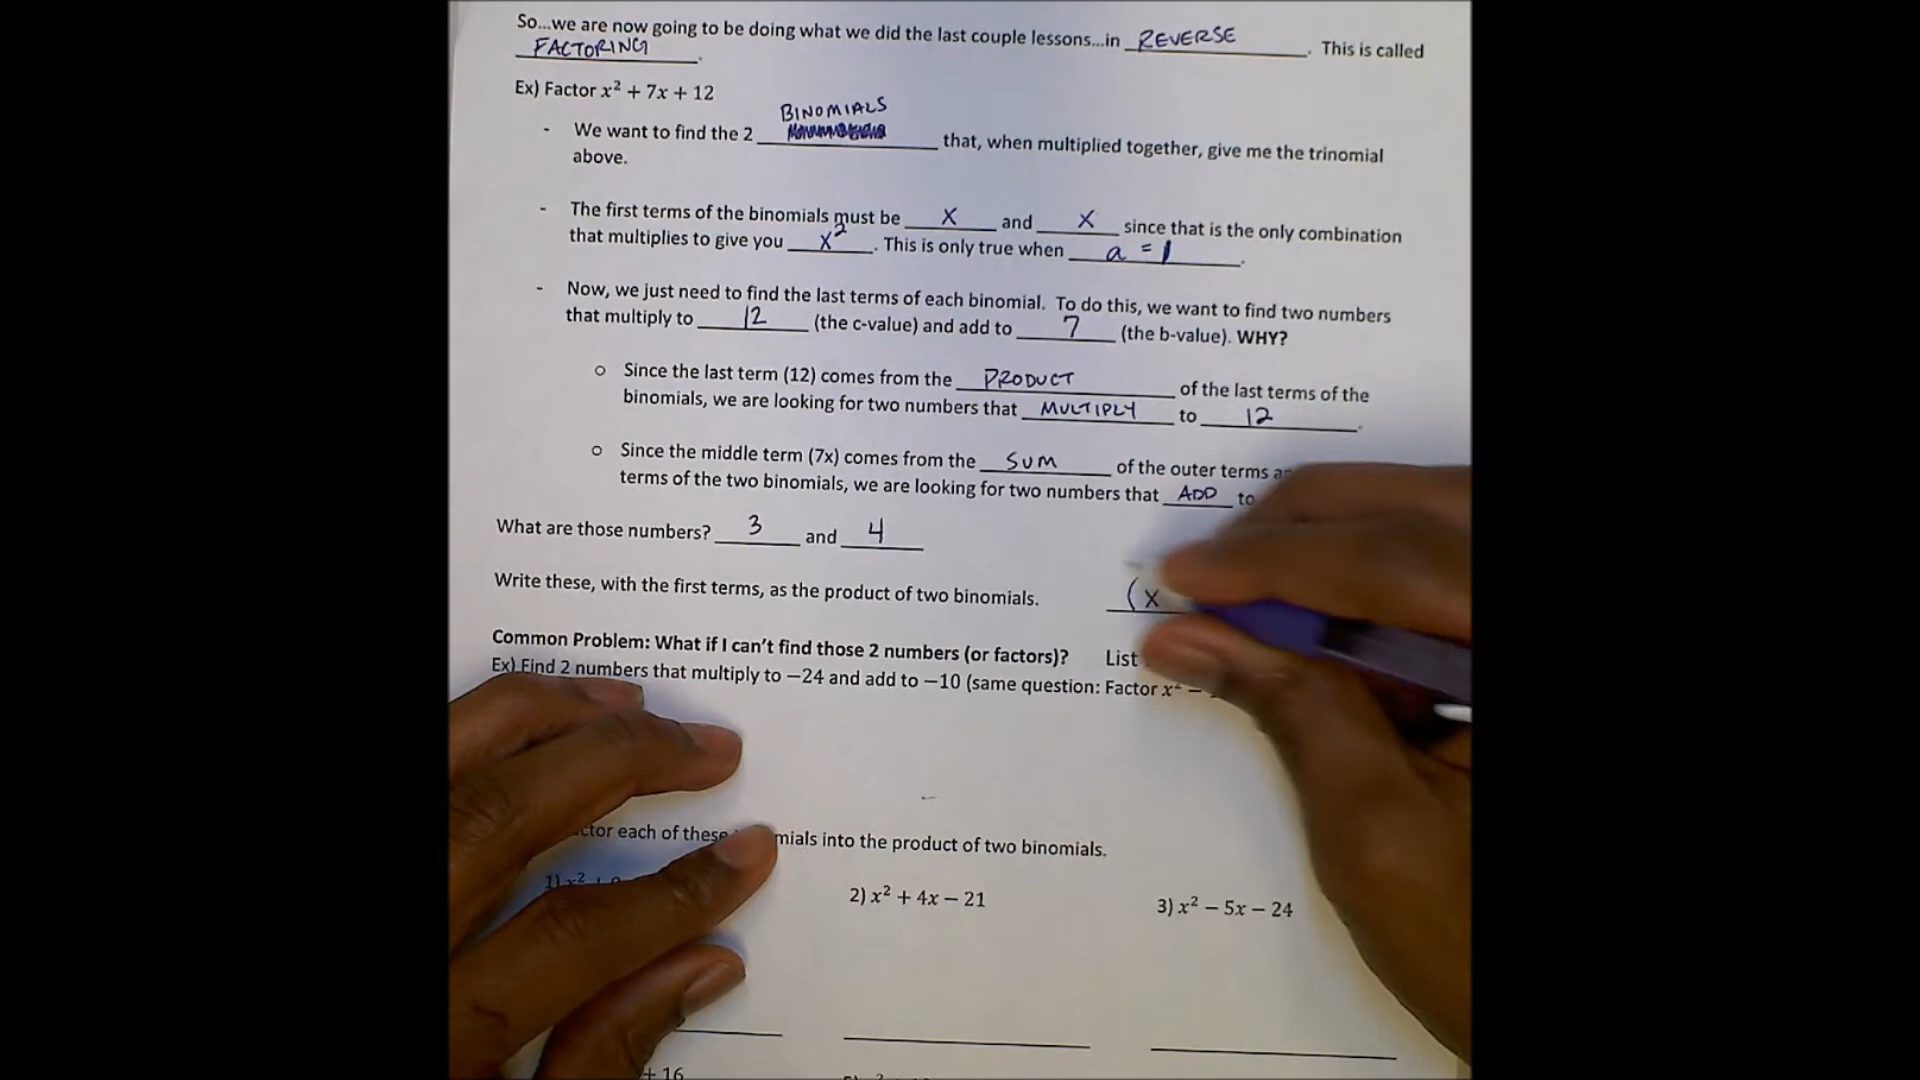 So...we are now going to be doing what we did the last couple lessons...in REVERSE. This is called
FACTORING.
Ex) Factor x² + 7x + 12
BINOMIALS
- We want to find the 2 that, when multiplied together, give me the trinomial
above.
- The first terms of the binomials must be x and x since that is the only combination
that multiplies to give you x². This is only true when a = 1.
- Now, we just need to find the last terms of each binomial. To do this, we want to find two numbers
that multiply to 12 (the c-value) and add to 7 (the b-value). WHY?
o Since the last term (12) comes from the PRODUCT of the last terms of the
binomials, we are looking for two numbers that MULTIPLY to 12.
o Since the middle term (7x) comes from the SUM of the outer terms
terms of the two binomials, we are looking for two numbers that ADD to
What are those numbers? 3 and 4
Write these, with the first terms, as the product of two binomials. (x
Common Problem: What if I can't find those 2 numbers (or factors)? List
Ex) Find 2 numbers that multiply to −24 and add to −10 (same question: Factor x² −
each of these into the product of two binomials.
1) x² +
2) x² + 4x − 21
3) x² − 5x − 24
+ 16